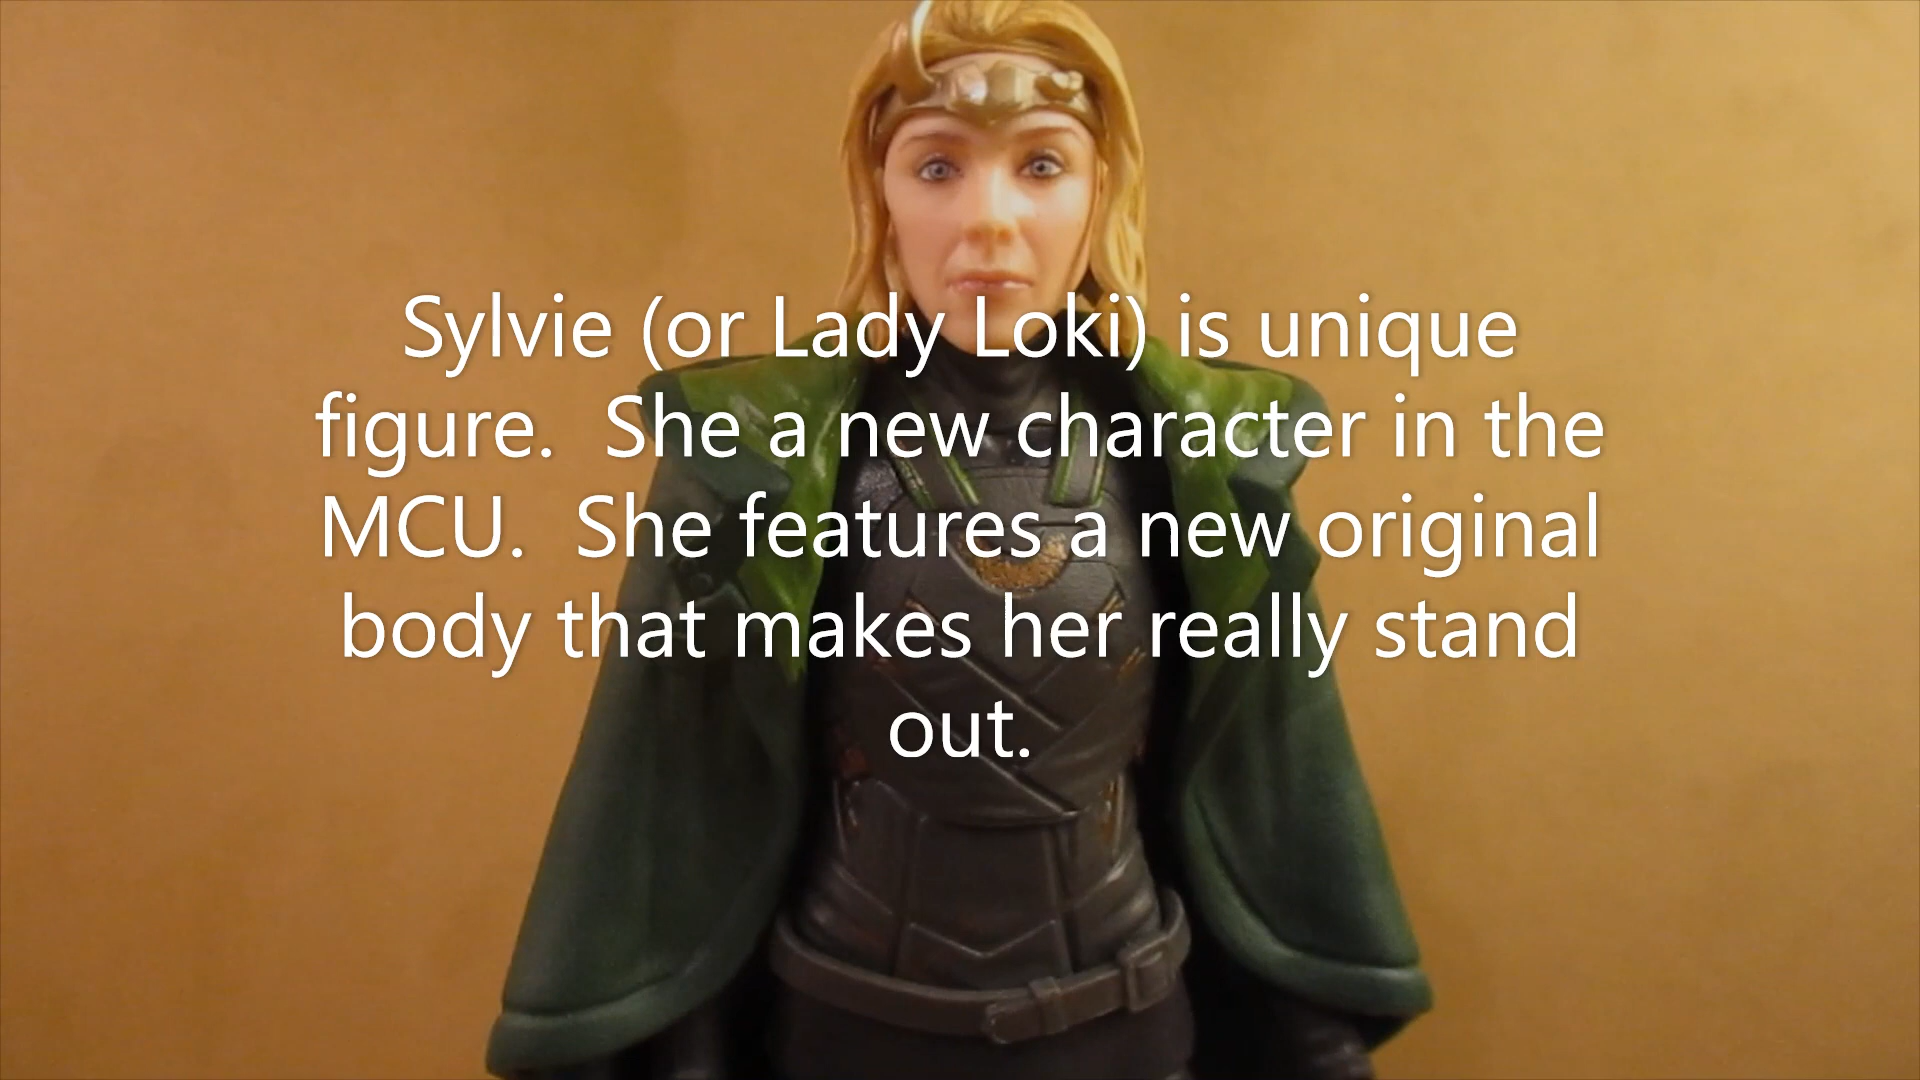 Sylvie (or Lady Loki) is unique
figure.  She a new character in the
MCU.  She features a new original
body that makes her really stand
out.